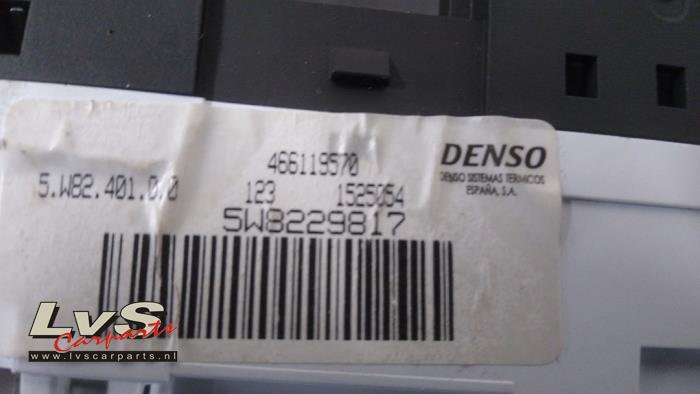 466119570
DENSO
DENSO SISTEMAS TERMICOS
ESPAÑA, S.A.
5.W82.401.0/0
123 1525054
5W8229817
LvS
Carparts
www.lvscarparts.nl